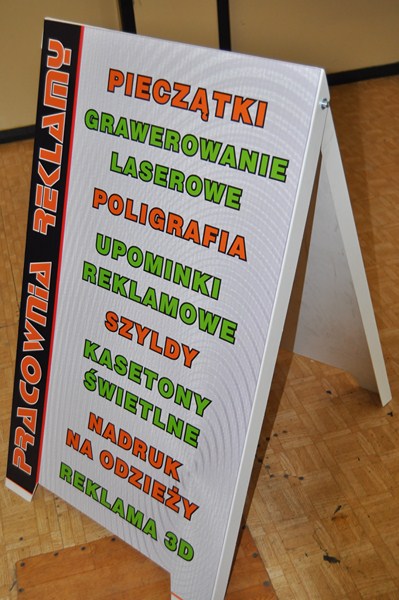 PRACOWNIA REKLAMY
PIECZĄTKI
GRAWEROWANIE
LASEROWE
POLIGRAFIA
UPOMINKI
REKLAMOWE
SZYLDY
KASETONY
ŚWIETLNE
NADRUK
NA ODZIEŻY
REKLAMA 3D